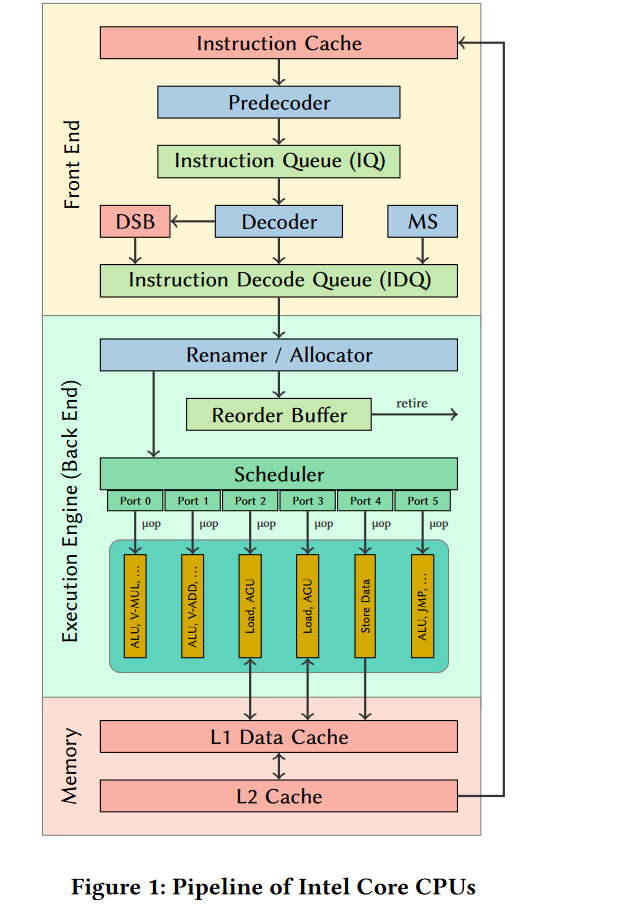 Front End
Instruction Cache
Predecoder
Instruction Queue (IQ)
DSB
Decoder
MS
Instruction Decode Queue (IDQ)
Execution Engine (Back End)
Renamer / Allocator
Reorder Buffer
retire
Scheduler
Port 0
Port 1
Port 2
Port 3
Port 4
Port 5
μop
μop
μop
μop
μop
μop
ALU, V-MUL, ...
ALU, V-ADD, ...
Load, AGU
Load, AGU
Store Data
ALU, JMP, ...
Memory
L1 Data Cache
L2 Cache
Figure 1: Pipeline of Intel Core CPUs